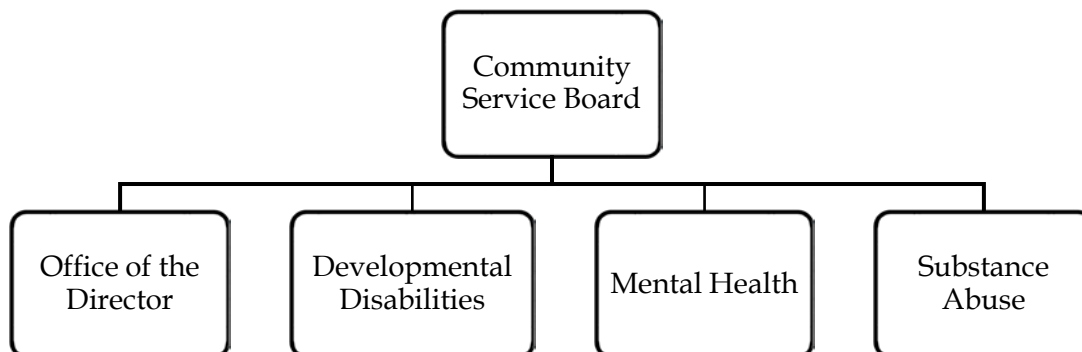 Community
Service Board
Office of the
Director
Developmental
Disabilities
Mental Health
Substance
Abuse